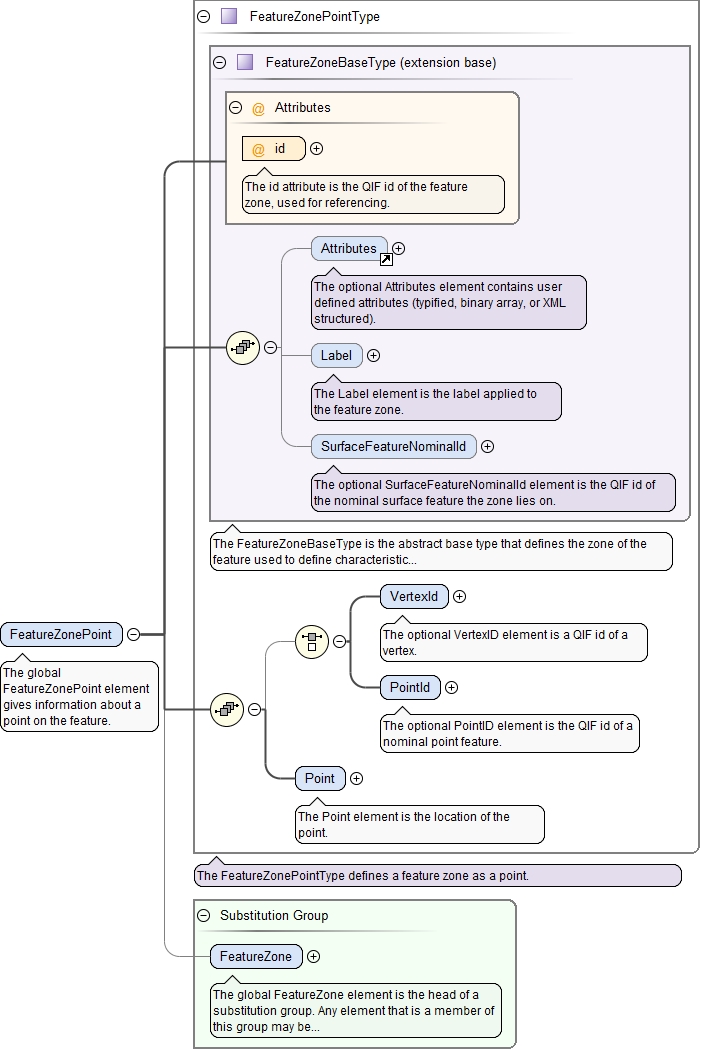 FeatureZonePointType
FeatureZoneBaseType (extension base)
@ Attributes
@ id
The id attribute is the QIF id of the feature
zone, used for referencing.
Attributes
The optional Attributes element contains user
defined attributes (typified, binary array, or XML
structured).
Label
The Label element is the label applied to
the feature zone.
SurfaceFeatureNominalId
The optional SurfaceFeatureNominalId element is the QIF id of
the nominal surface feature the zone lies on.
The FeatureZoneBaseType is the abstract base type that defines the zone of the
feature used to define characteristic...
FeatureZonePoint
The global
FeatureZonePoint element
gives information about a
point on the feature.
VertexId
The optional VertexID element is a QIF id of a
vertex.
PointId
The optional PointID element is the QIF id of a
nominal point feature.
Point
The Point element is the location of the
point.
The FeatureZonePointType defines a feature zone as a point.
Substitution Group
FeatureZone
The global FeatureZone element is the head of a
substitution group. Any element that is a member of
this group may be...